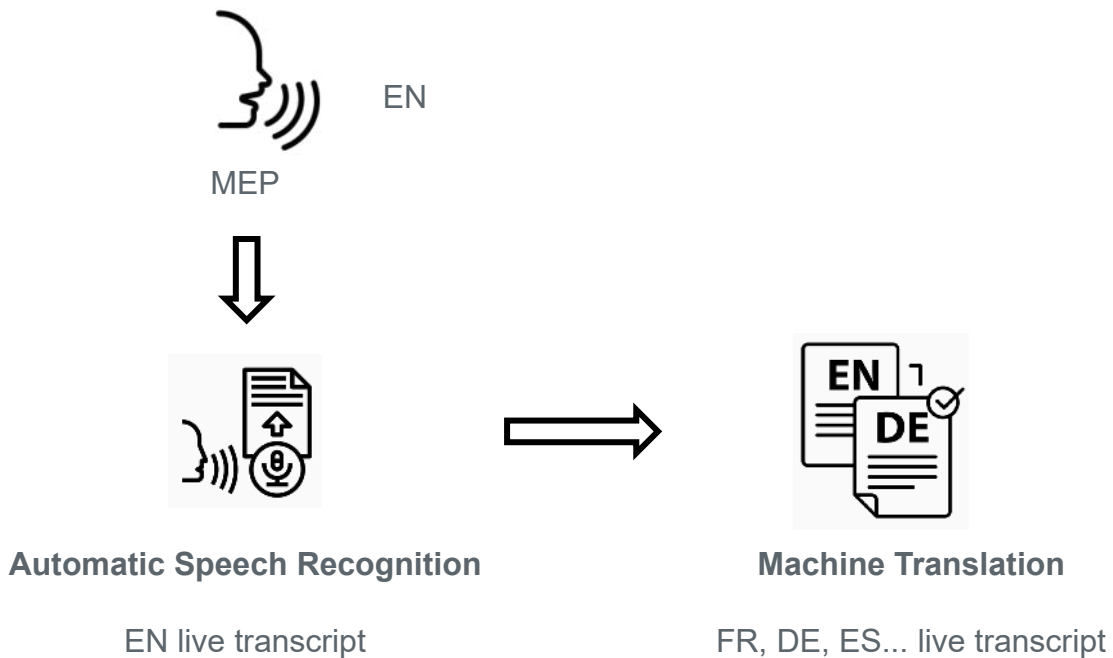 EN
MEP
EN
DE
Automatic Speech Recognition
Machine Translation
EN live transcript
FR, DE, ES... live transcript